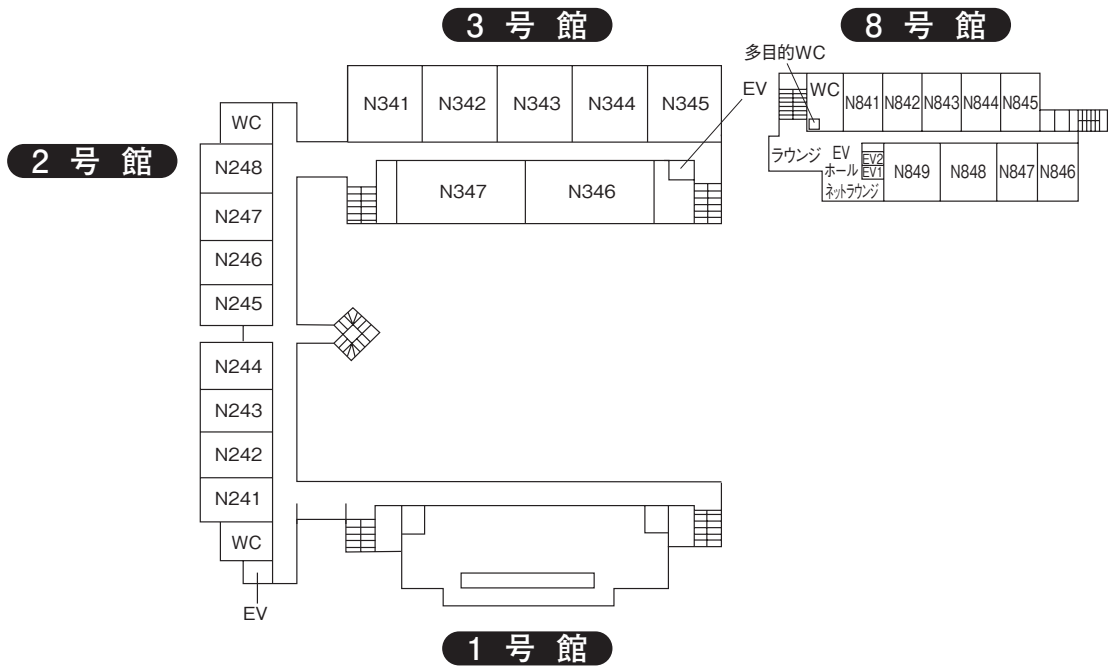 3 号 館
8 号 館
多目的WC
EV
N341
N342
N343
N344
N345
WC
N841
N842
N843
N844
N845
WC
2 号 館
N248
ラウンジ
EV
ホール
ネットラウンジ
EV2
EV1
N849
N848
N847
N846
N347
N346
N247
N246
N245
N244
N243
N242
N241
WC
EV
1 号 館